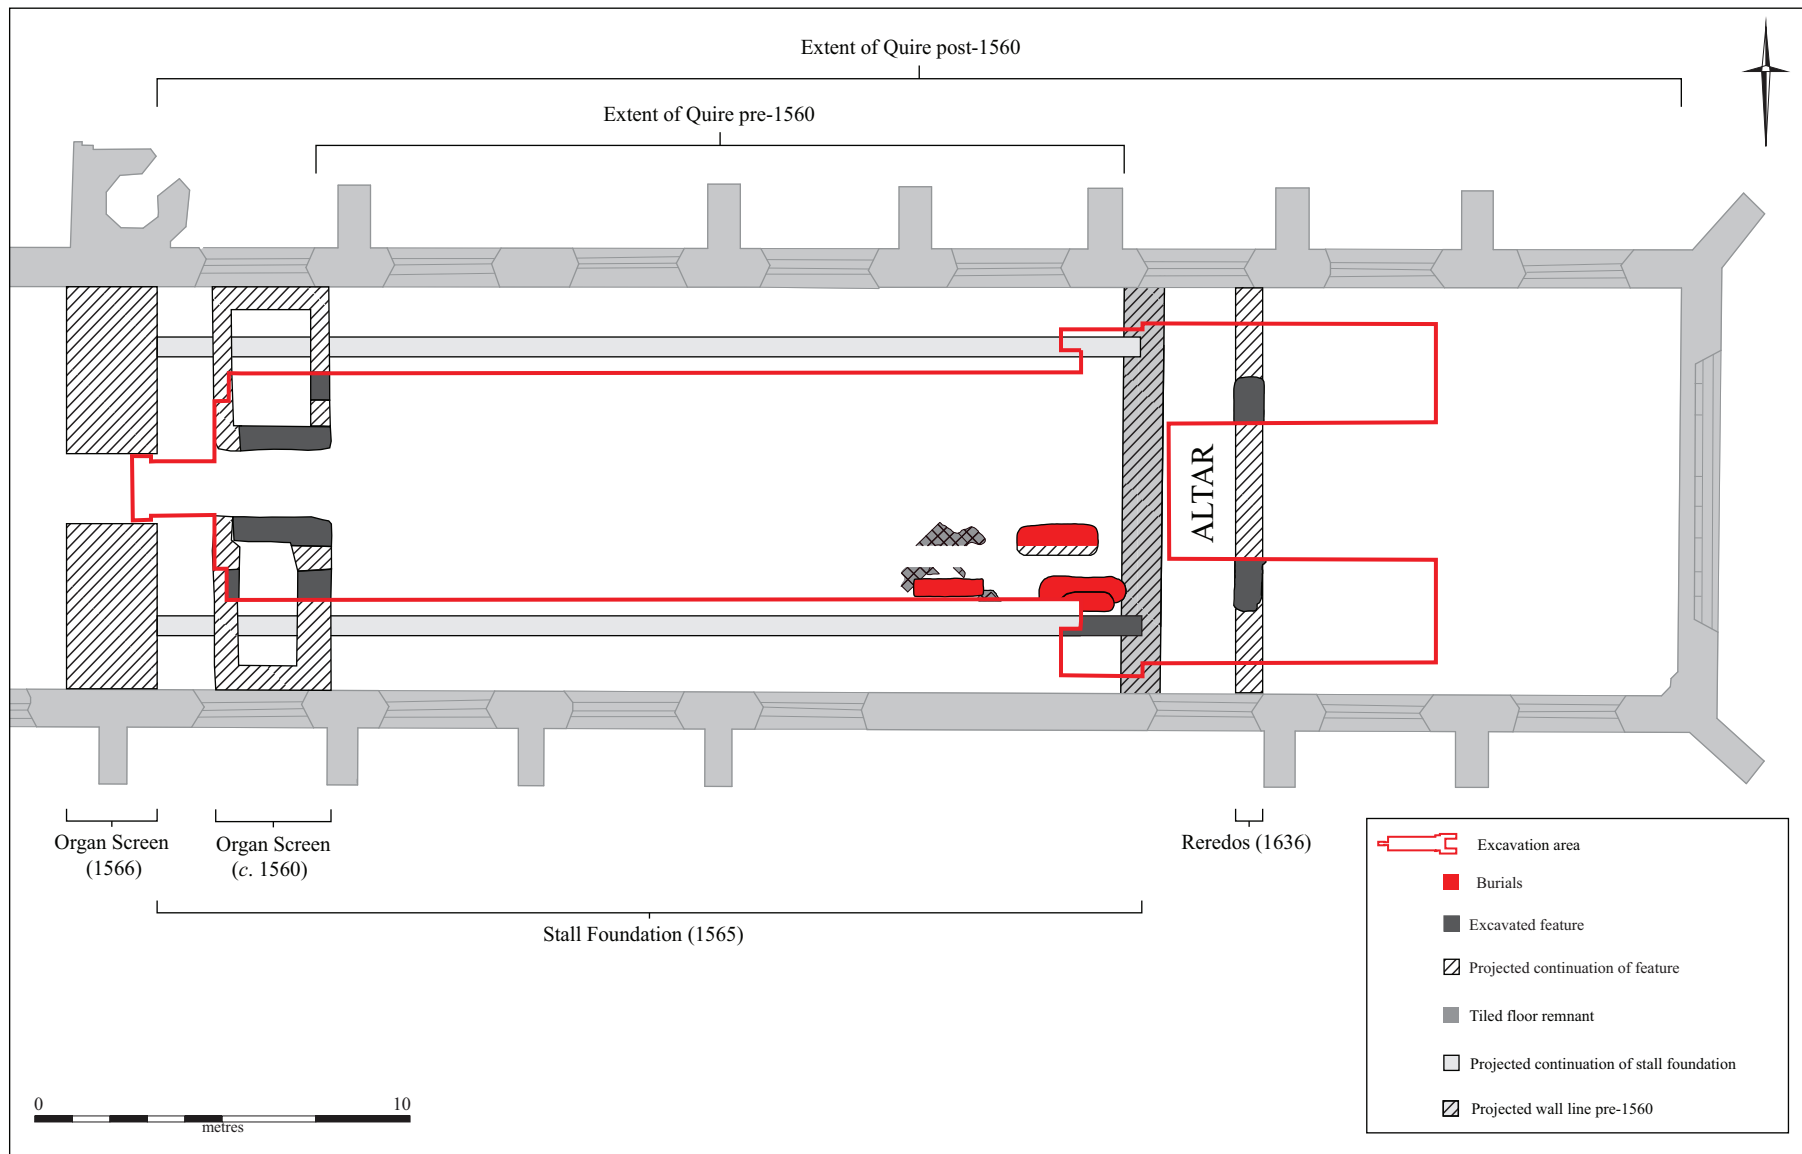 Extent of Quire post-1560
Extent of Quire pre-1560
ALTAR
Organ Screen
(1566)
Organ Screen
(c. 1560)
Reredos (1636)
Stall Foundation (1565)
Excavation area
Burials
Excavated feature
Projected continuation of feature
Tiled floor remnant
Projected continuation of stall foundation
Projected wall line pre-1560
0 10
metres